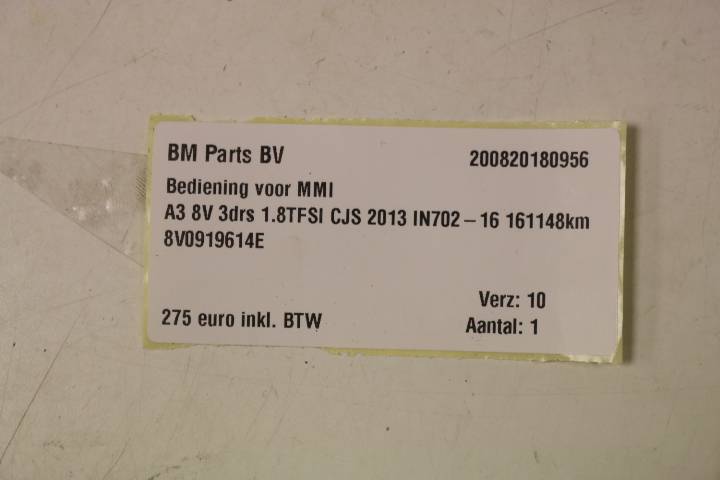 BM Parts BV 200820180956
Bediening voor MMI
A3 8V 3drs 1.8TFSI CJS 2013 IN702 – 16 161148km
8V0919614E
Verz: 10
275 euro inkl. BTW Aantal: 1